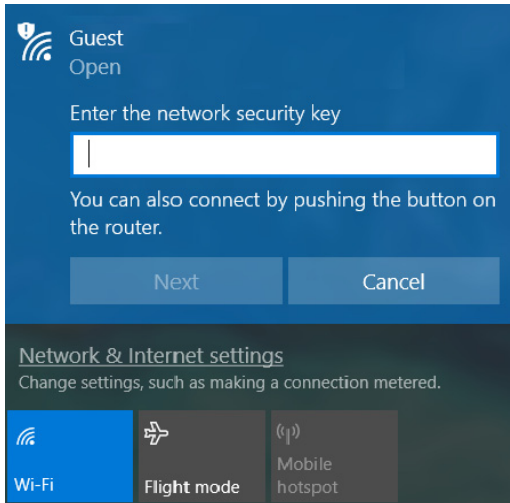 Guest
Open
Enter the network security key
You can also connect by pushing the button on
the router.
Next
Cancel
Network & Internet settings
Change settings, such as making a connection metered.
Wi-Fi
Flight mode
Mobile
hotspot